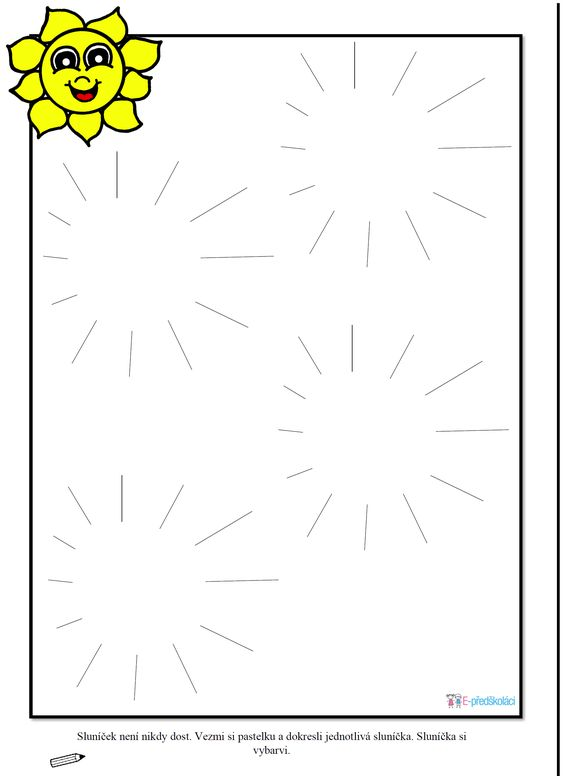 E-předškoláci
Sluníček není nikdy dost. Vezmi si pastelku a dokresli jednotlivá sluníčka. Sluníčka si
vybarvi.